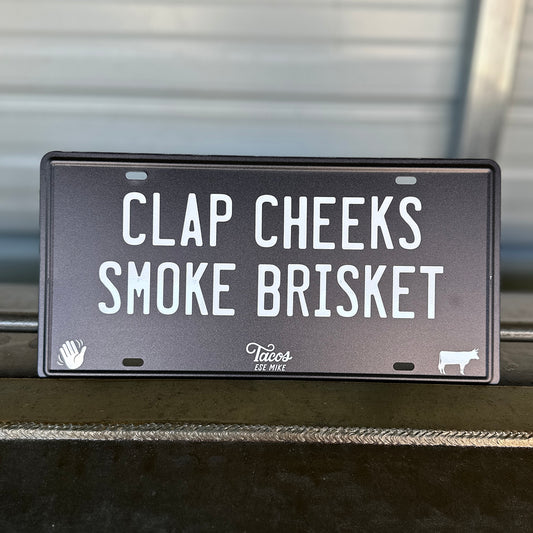 CLAP CHEEKS
SMOKE BRISKET
Tacos
ESE MIKE